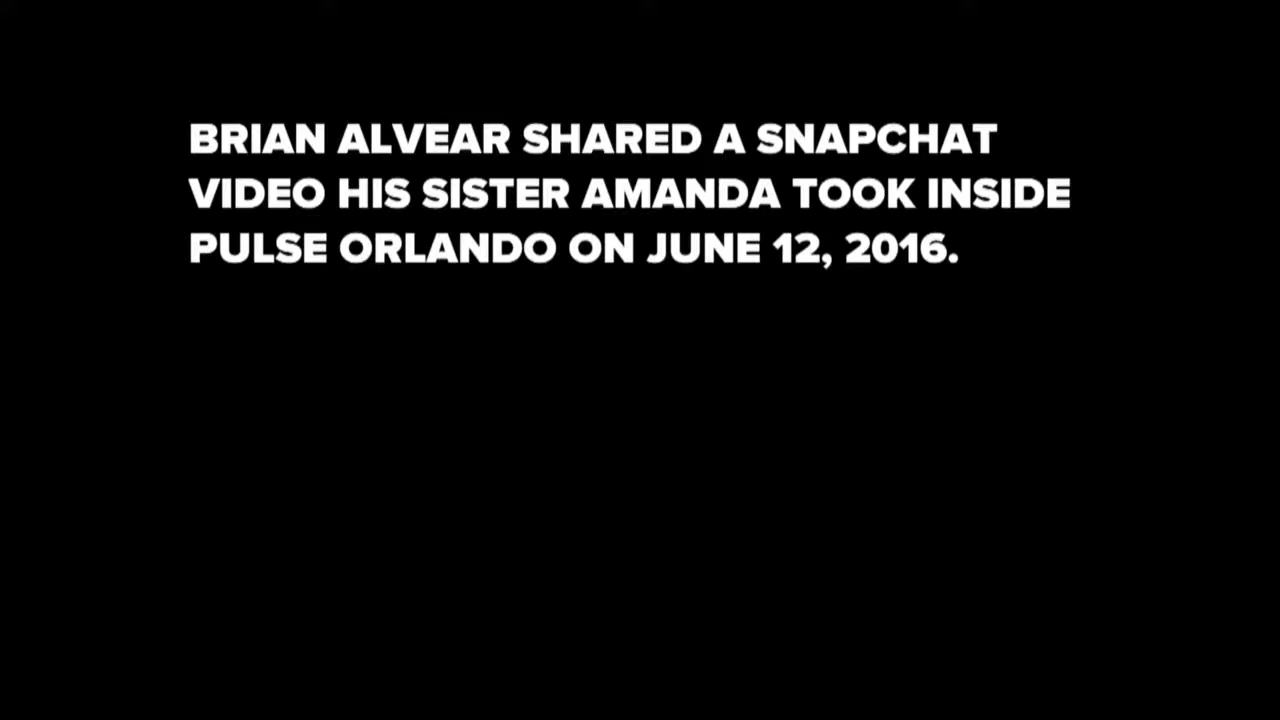 BRIAN ALVEAR SHARED A SNAPCHAT
VIDEO HIS SISTER AMANDA TOOK INSIDE
PULSE ORLANDO ON JUNE 12, 2016.